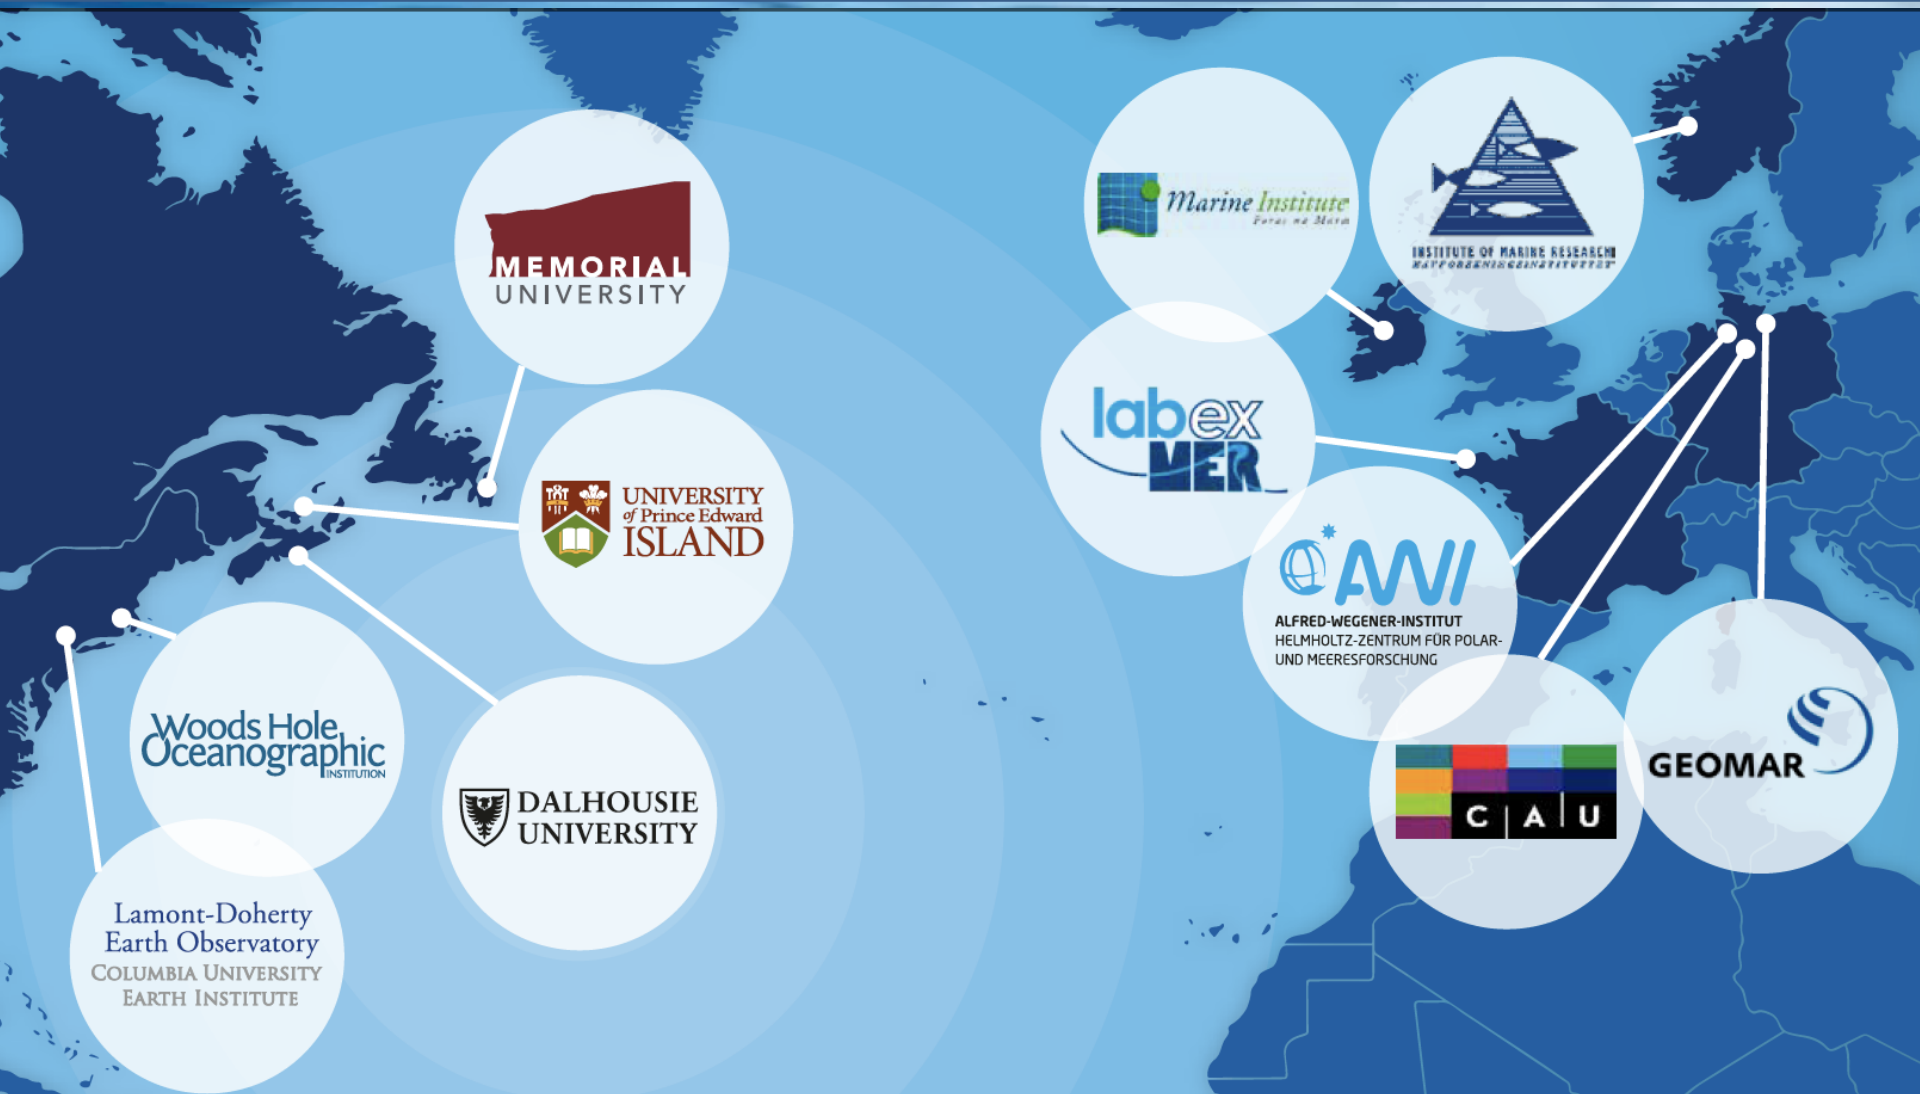 MEMORIAL
UNIVERSITY
UNIVERSITY
of Prince Edward
ISLAND
Woods Hole
Oceanographic
INSTITUTION
DALHOUSIE
UNIVERSITY
Lamont-Doherty
Earth Observatory
COLUMBIA UNIVERSITY
EARTH INSTITUTE
Marine Institute
Foras na Mara
INSTITUTE OF MARINE RESEARCH
HAVFORSKNINGSINSTITUTTET
labex
MER
AWI
ALFRED-WEGENER-INSTITUT
HELMHOLTZ-ZENTRUM FÜR POLAR-
UND MEERESFORSCHUNG
C|A|U
GEOMAR